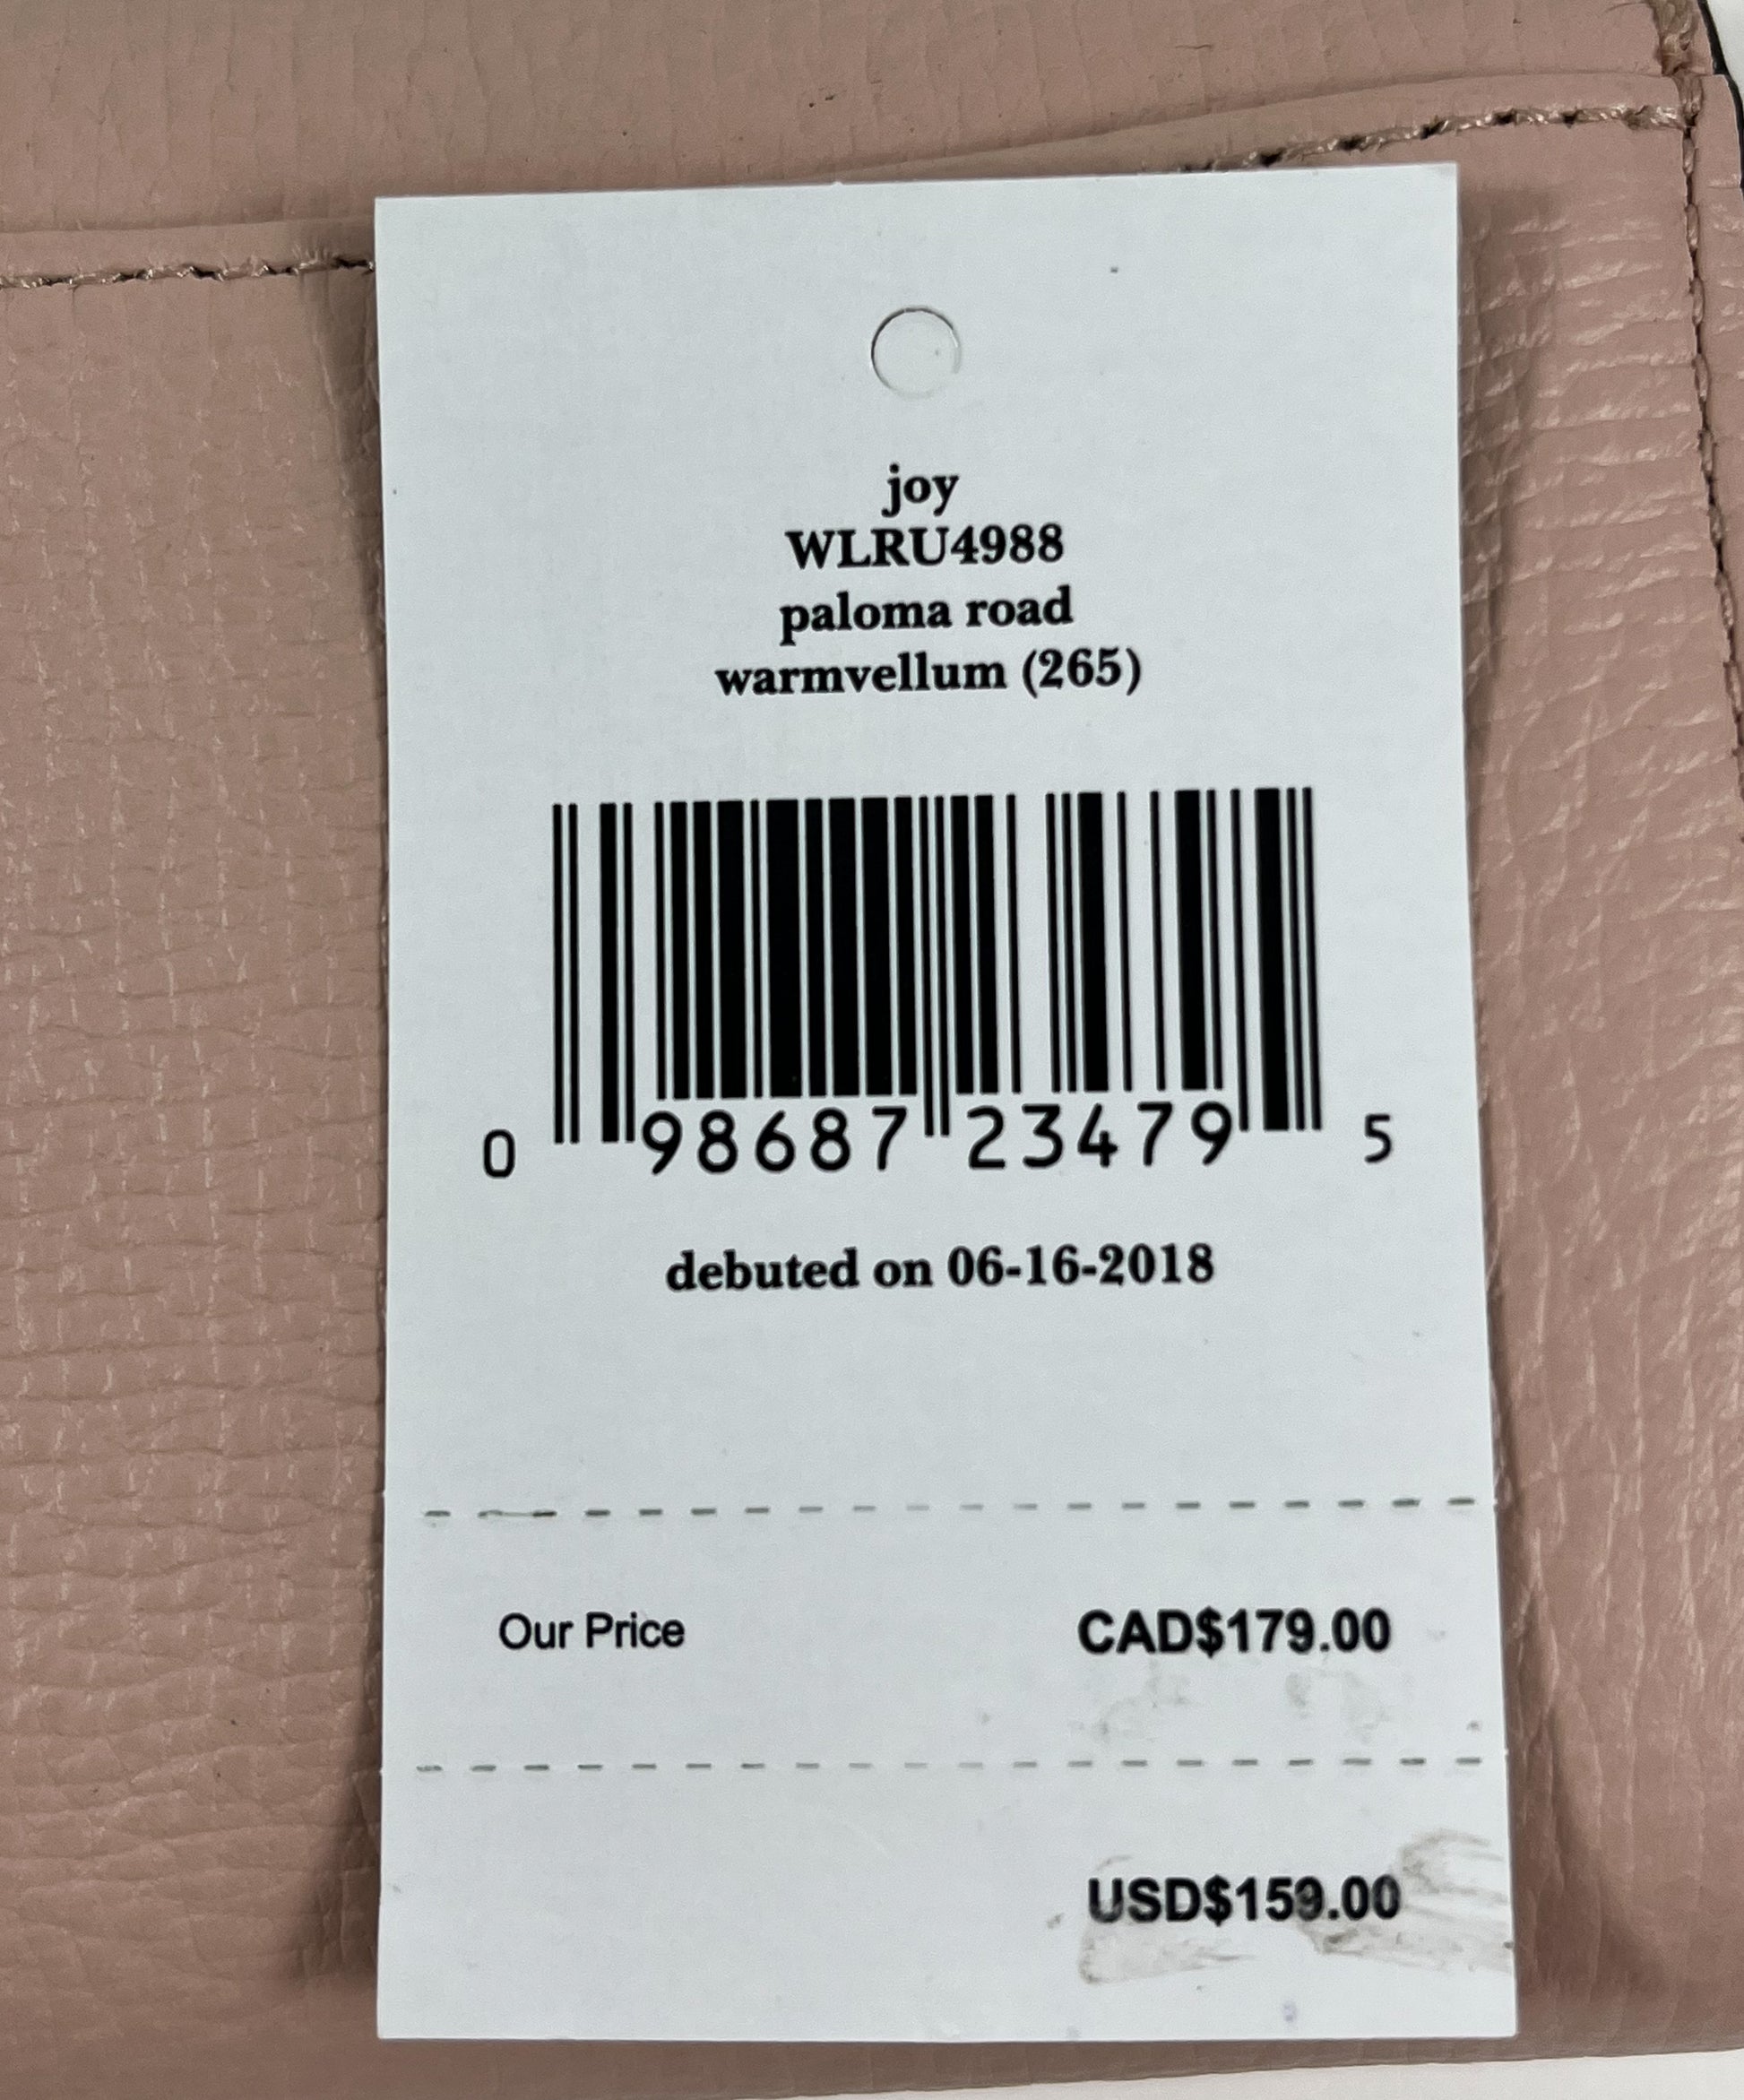 joy
WLRU4988
paloma road
warmvellum (265)
0 98687 23479 5
debuted on 06-16-2018
Our Price CAD$179.00
USD$159.00